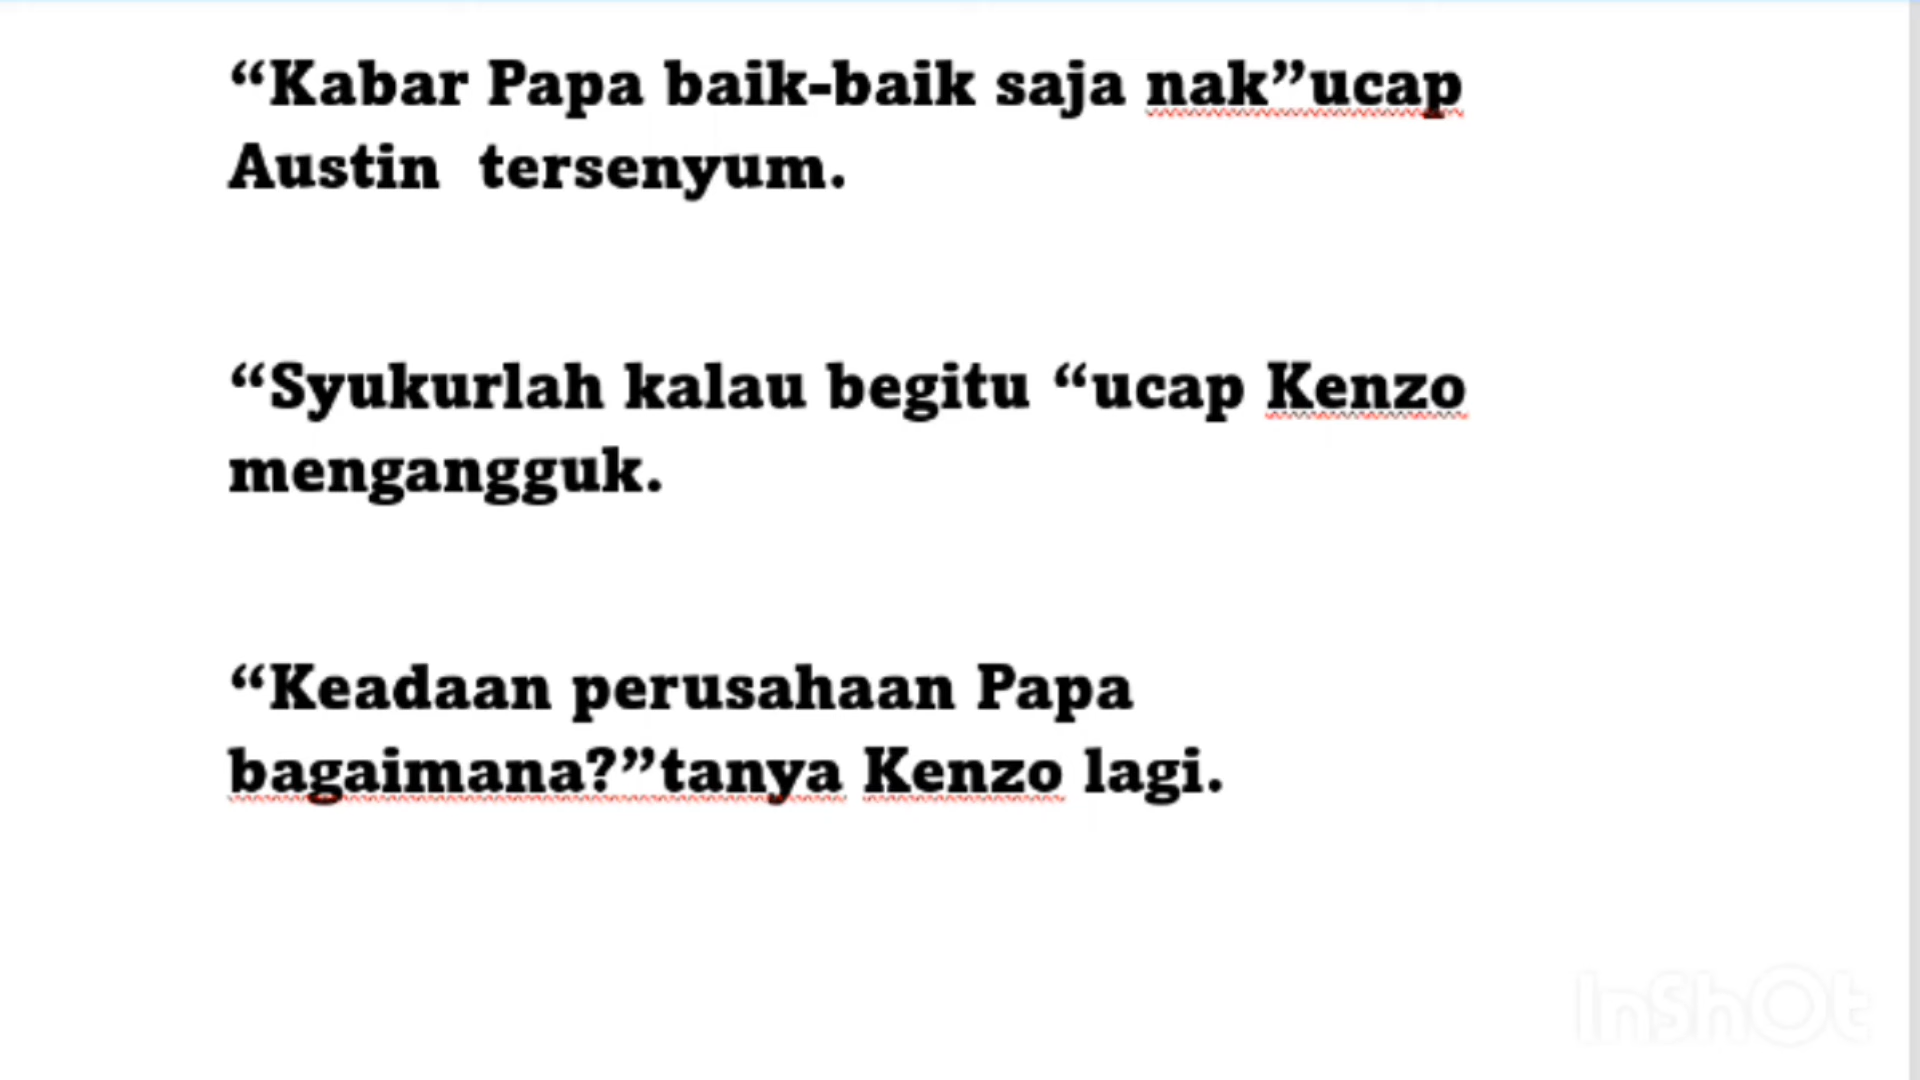 “Kabar Papa baik-baik saja nak”ucap
Austin  tersenyum.
“Syukurlah kalau begitu “ucap Kenzo
mengangguk.
“Keadaan perusahaan Papa
bagaimana?”tanya Kenzo lagi.
InShOt